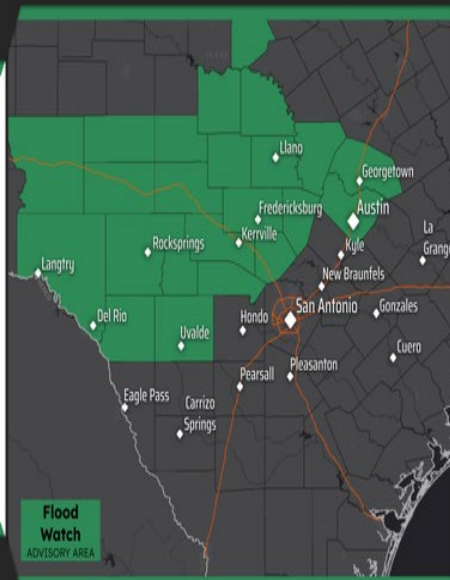 Llano
Georgetown
Fredericksburg
Austin
Kerrville
Rocksprings
Kyle
La
Grang
Langtry
New Braunfels
San Antonio
Gonzales
Del Rio
Hondo
Uvalde
Cuero
Pearsall
Pleasanton
Eagle Pass
Carrizo
Springs
Flood
Watch
ADVISORY AREA